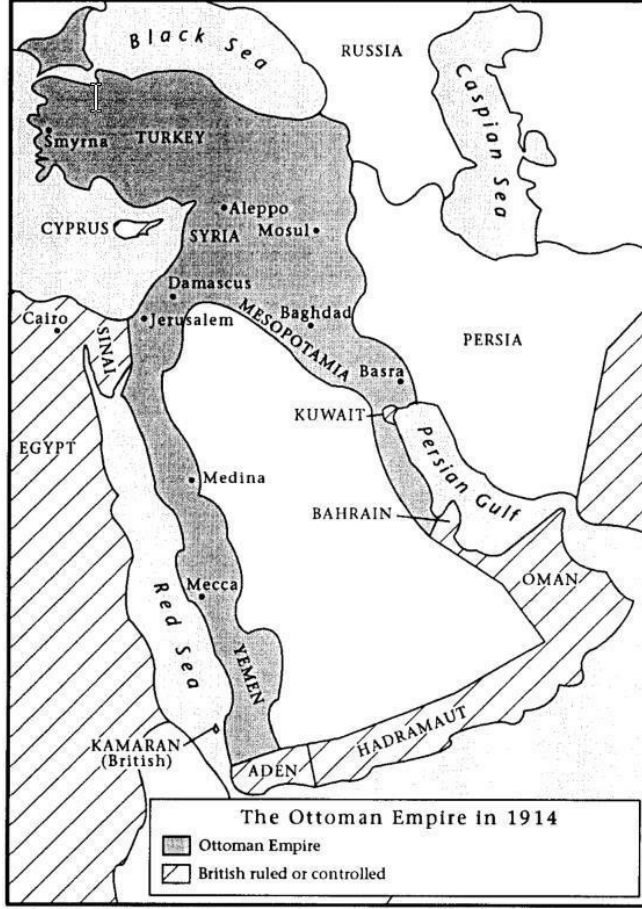 Black Sea
RUSSIA
Caspian Sea
Smyrna
TURKEY
Aleppo
CYPRUS
SYRIA
Mosul
Damascus
Cairo
Jerusalem
SINAI
MESOPOTAMIA
Baghdad
PERSIA
Basra
KUWAIT
EGYPT
Medina
Persian Gulf
BAHRAIN
OMAN
Mecca
Red Sea
YEMEN
HADRAMAUT
KAMARAN
(British)
ADEN
The Ottoman Empire in 1914
Ottoman Empire
British ruled or controlled